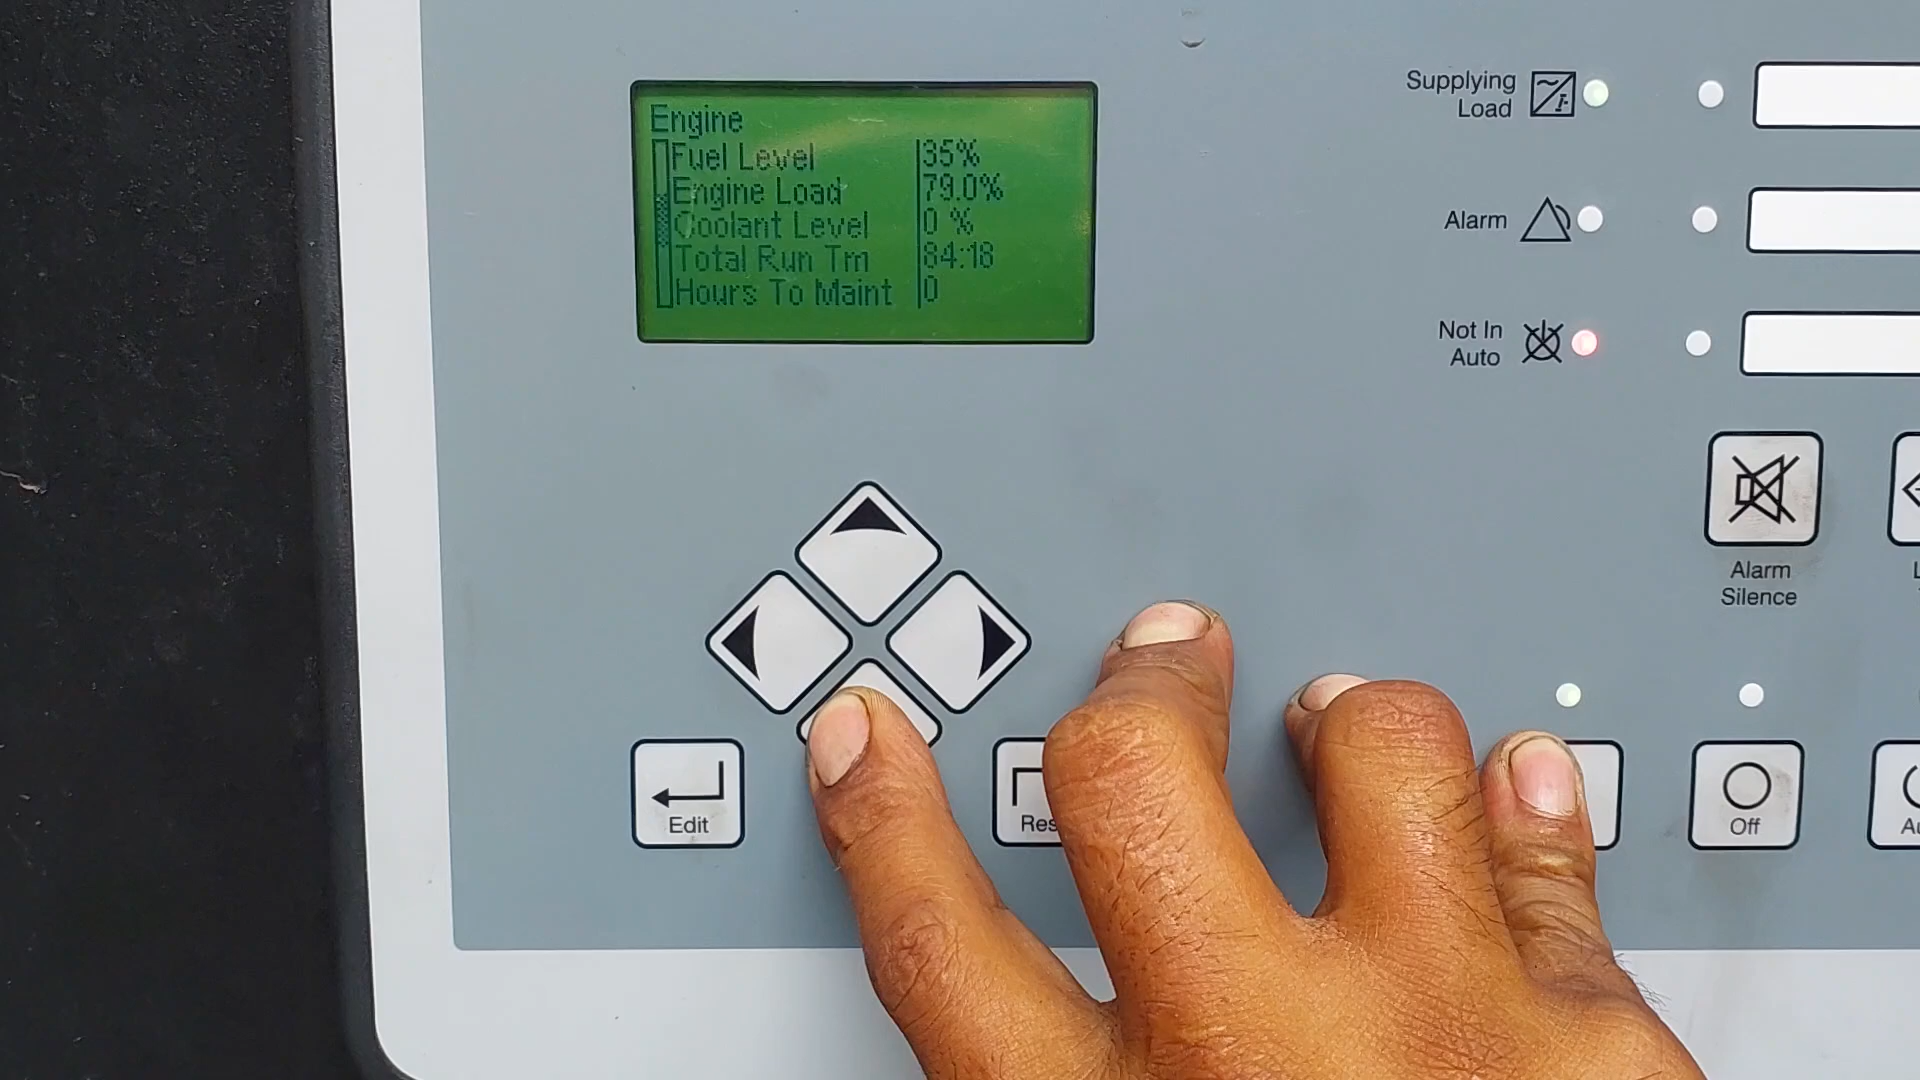 Engine
Fuel Level 35%
Engine Load 79.0%
Coolant Level 0 %
Total Run Tm 84:18
Hours To Maint 0
Supplying
Load
Alarm
Not In
Auto
Alarm
Silence
Edit
Res
Off